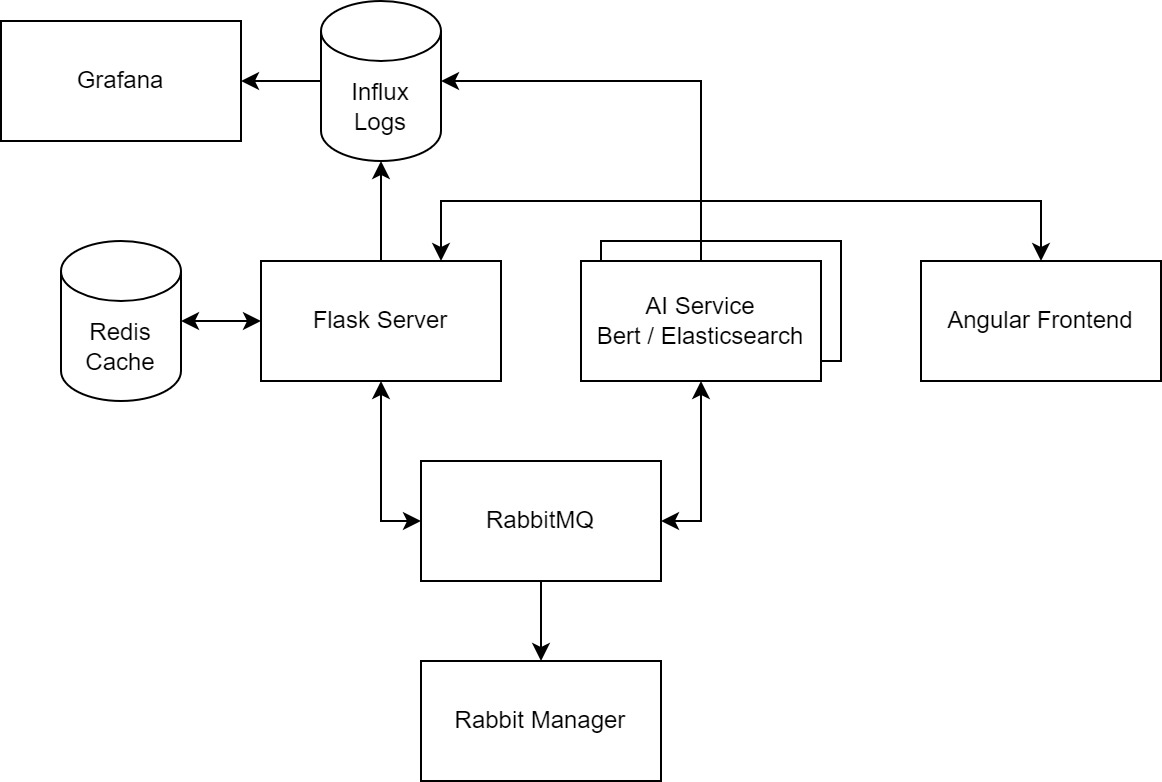 Grafana
Influx
Logs
Redis
Cache
Flask Server
AI Service
Bert / Elasticsearch
Angular Frontend
RabbitMQ
Rabbit Manager